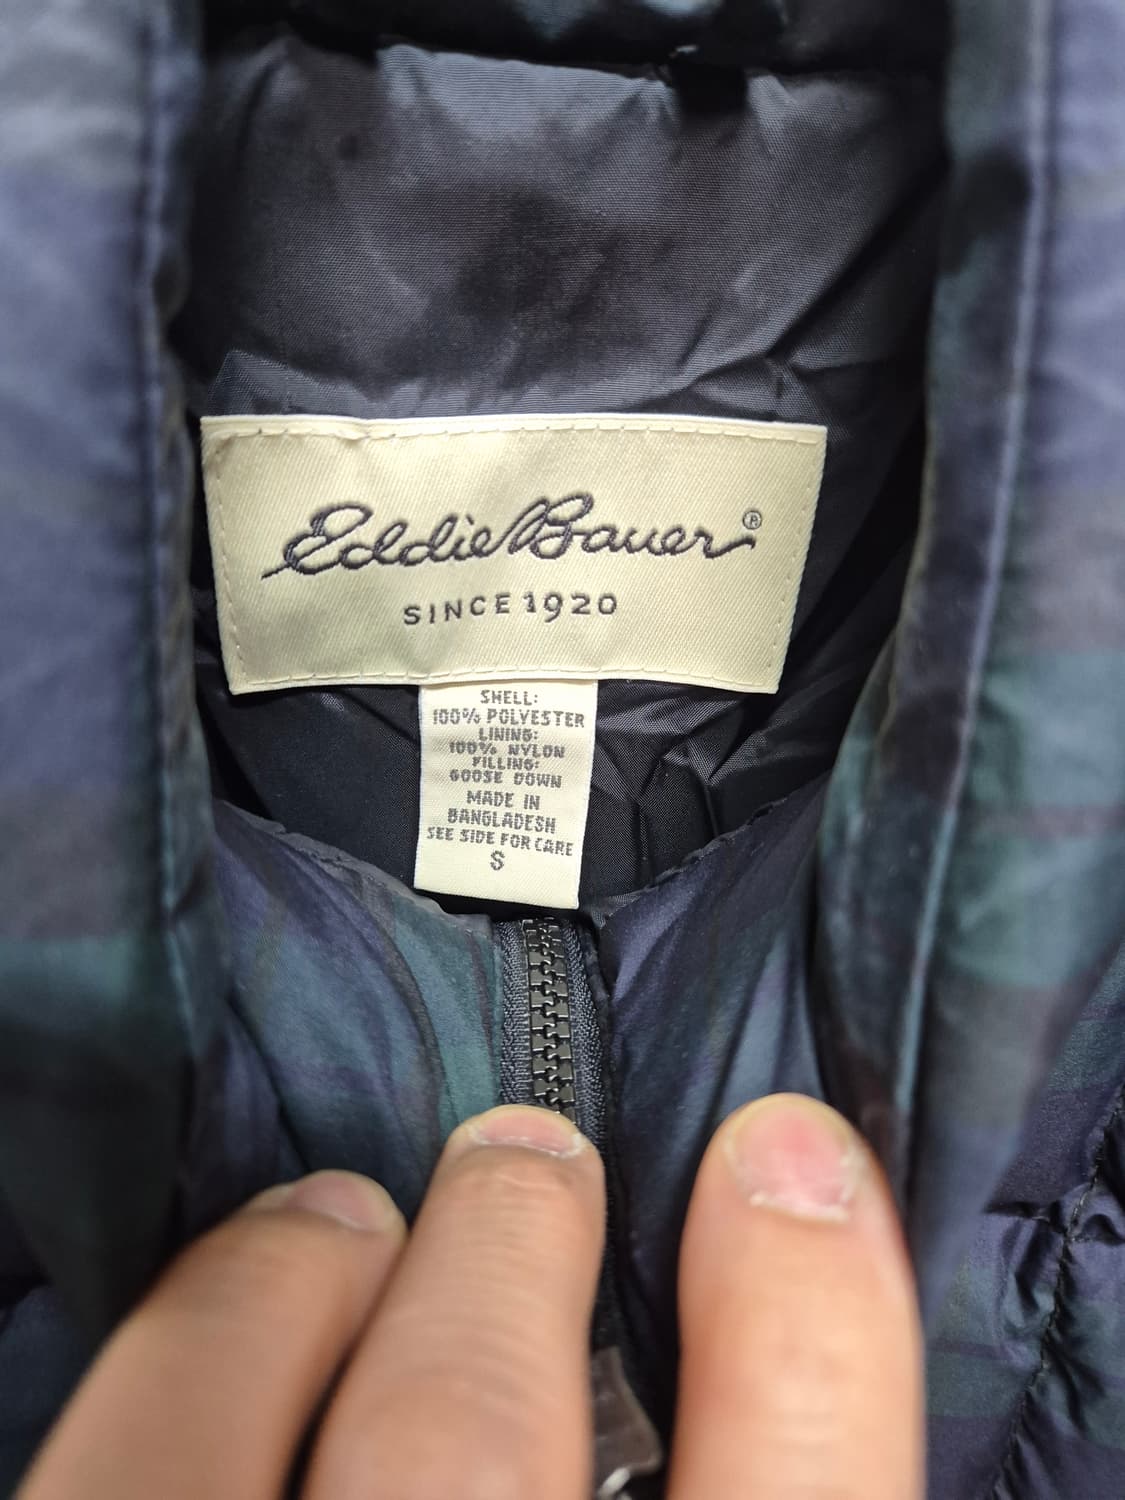 Eddie Bauer ®
SINCE 1920
SHELL:
100% POLYESTER
LINING:
100% NYLON
FILLING:
GOOSE DOWN
MADE IN
BANGLADESH
SEE SIDE FOR CARE
S